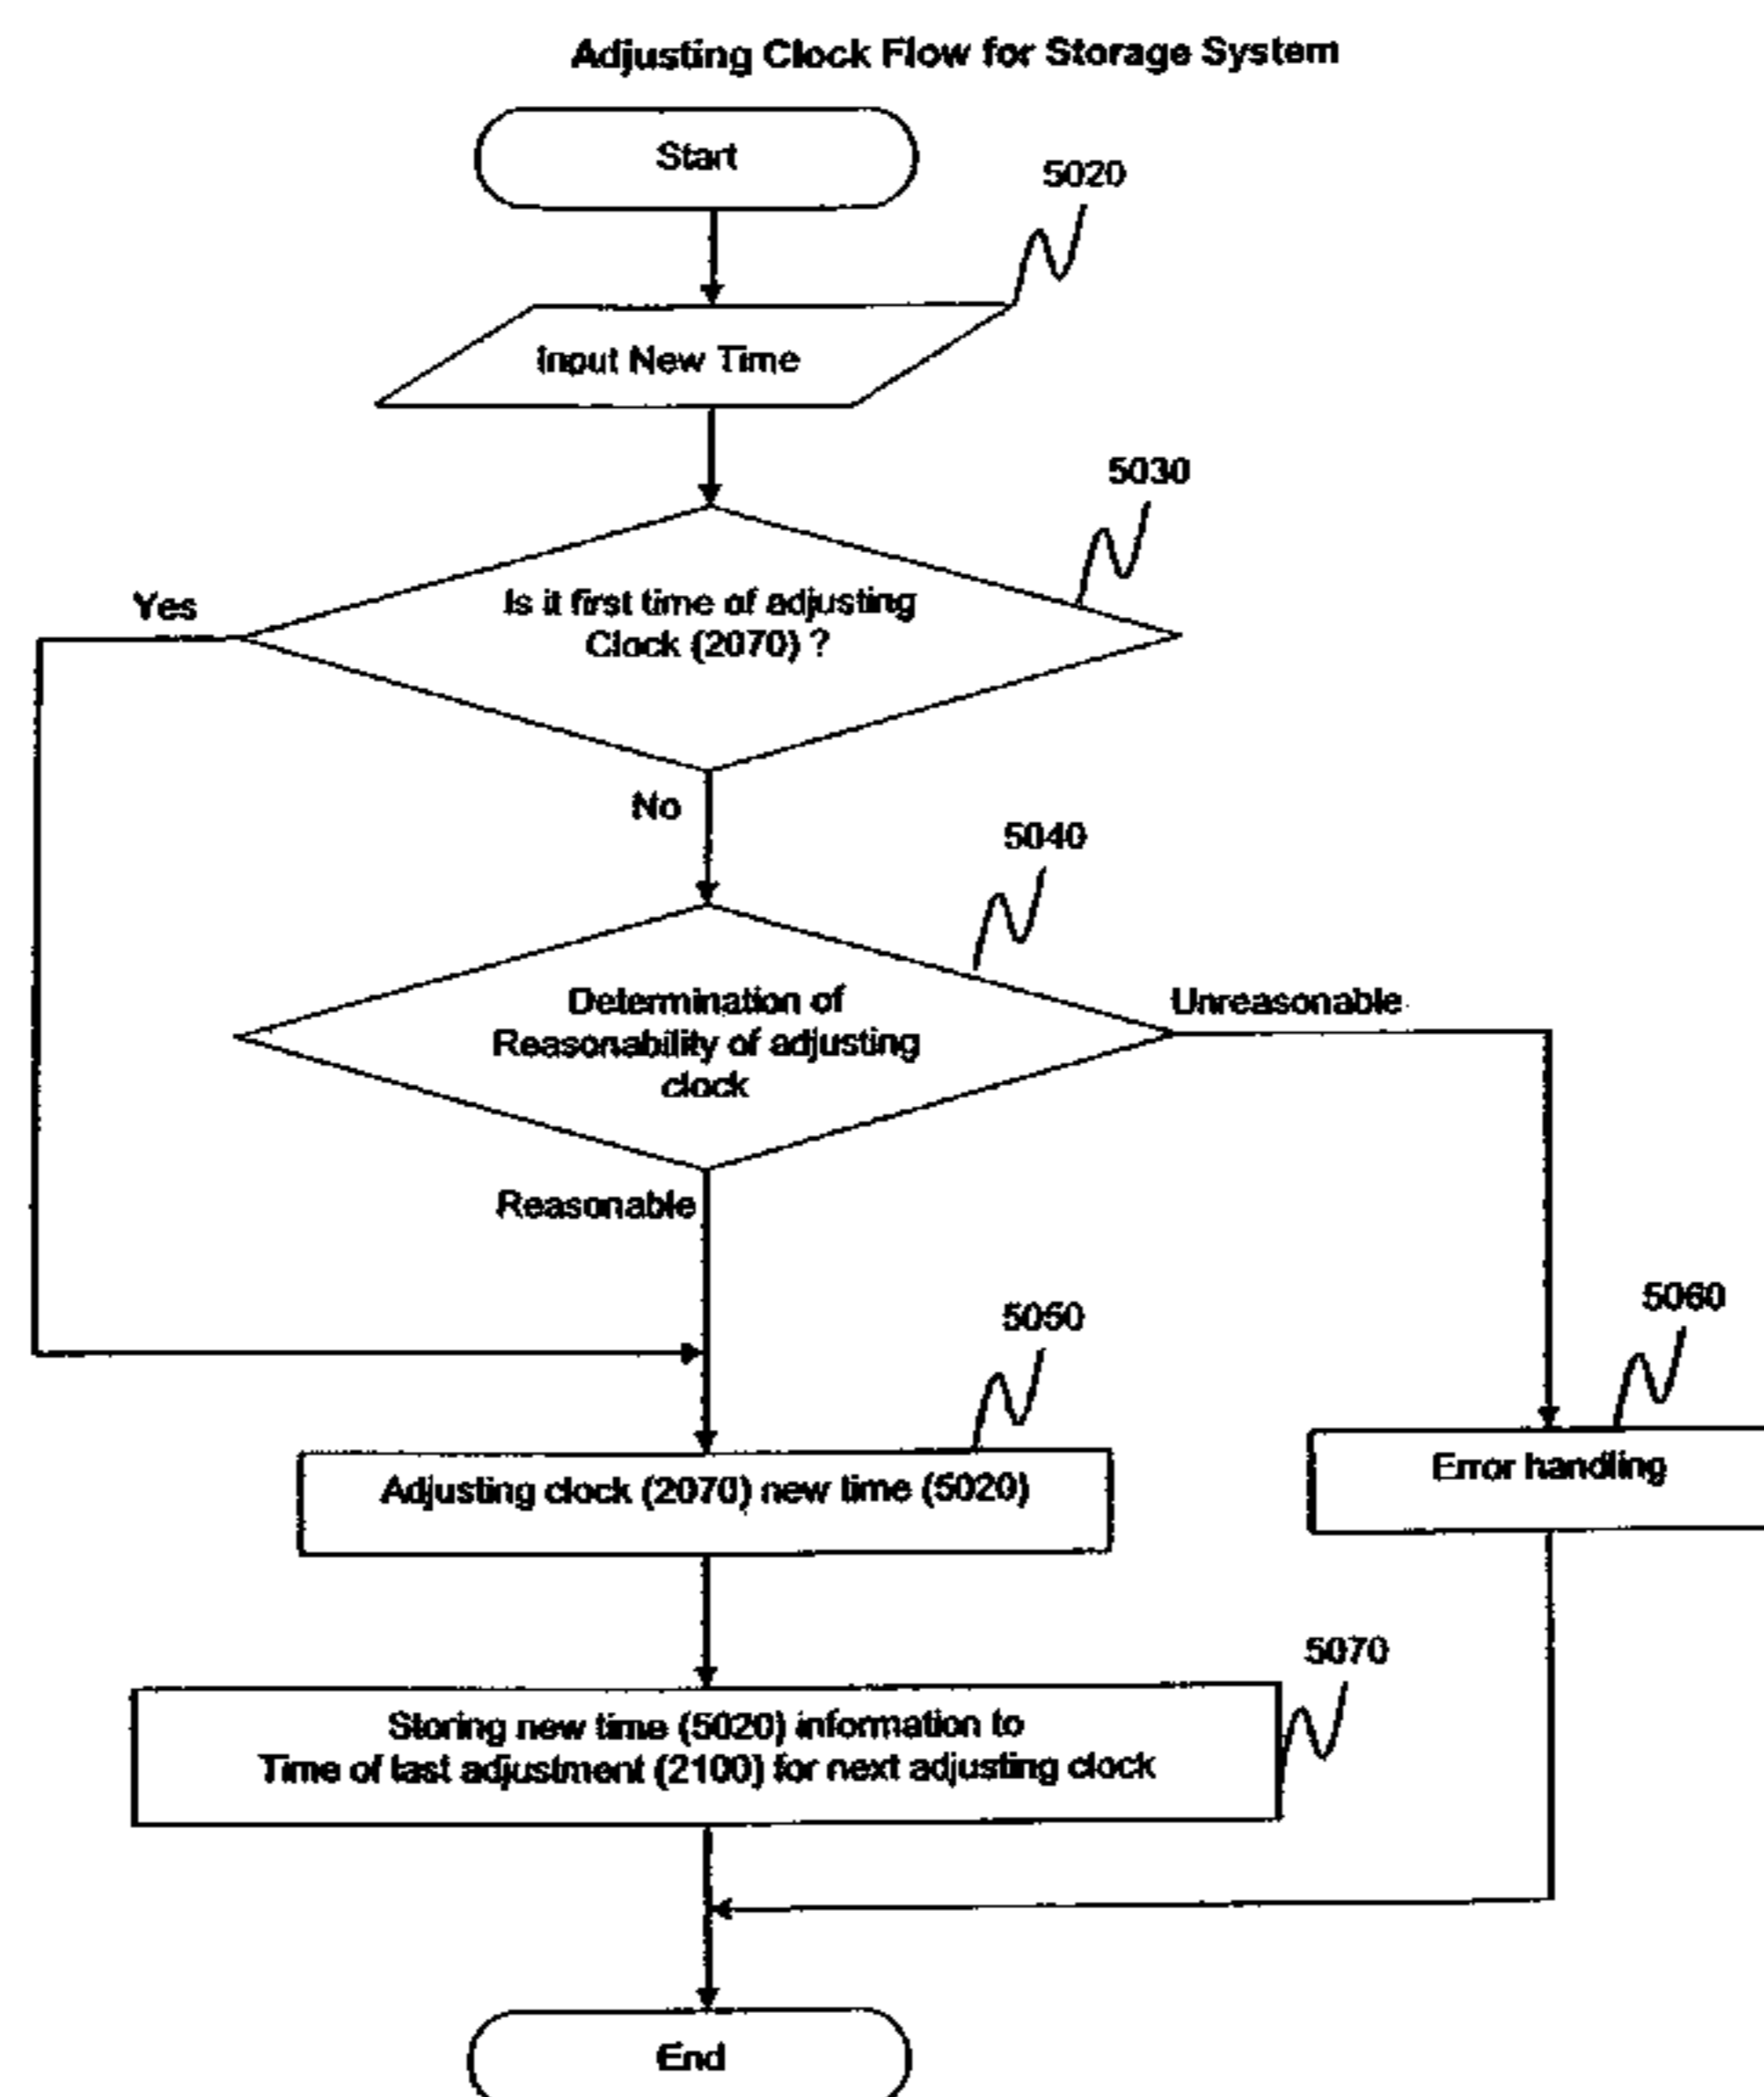 Adjusting Clock Flow for Storage System
Start
5020
Input New Time
5030
Yes
Is it first time of adjusting
Clock (2070) ?
No
5040
Determination of
Reasonability of adjusting
clock
Unreasonable
Reasonable
5050
5060
Adjusting clock (2070) new time (5020)
Error handling
5070
Storing new time (5020) information to
Time of last adjustment (2100) for next adjusting clock
End